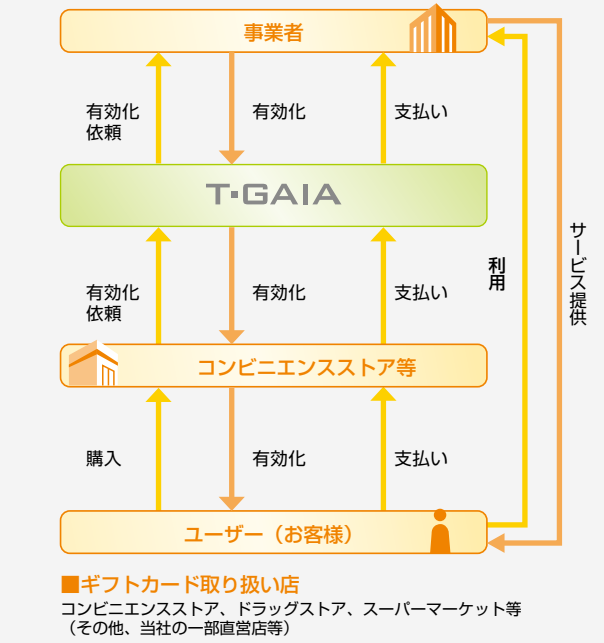 事業者
有効化
依頼
有効化
支払い
T-GAIA
有効化
依頼
有効化
支払い
利用
サービス提供
コンビニエンスストア等
購入
有効化
支払い
ユーザー（お客様）
■ギフトカード取り扱い店
コンビニエンスストア、ドラッグストア、スーパーマーケット等
（その他、当社の一部直営店等）